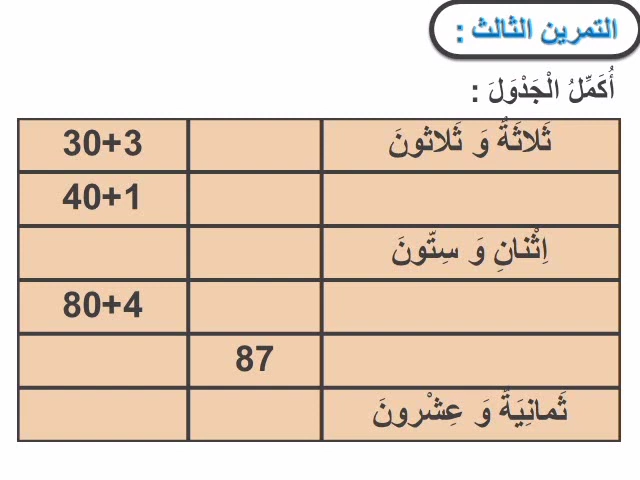 التمرين الثالث :
أُكَمِّلُ الْجَدْوَلَ :
ثَلاثَةٌ وَ ثَلاثونَ 30+3
40+1
اِثْنانِ وَ سِتّونَ
80+4
87
ثَمانِيَةٌ وَ عِشْرونَ